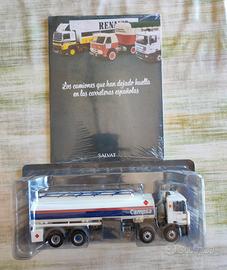 RENAULT
Los camiones que han dejado huella
en las carreteras españolas
SALVAT
Campsa